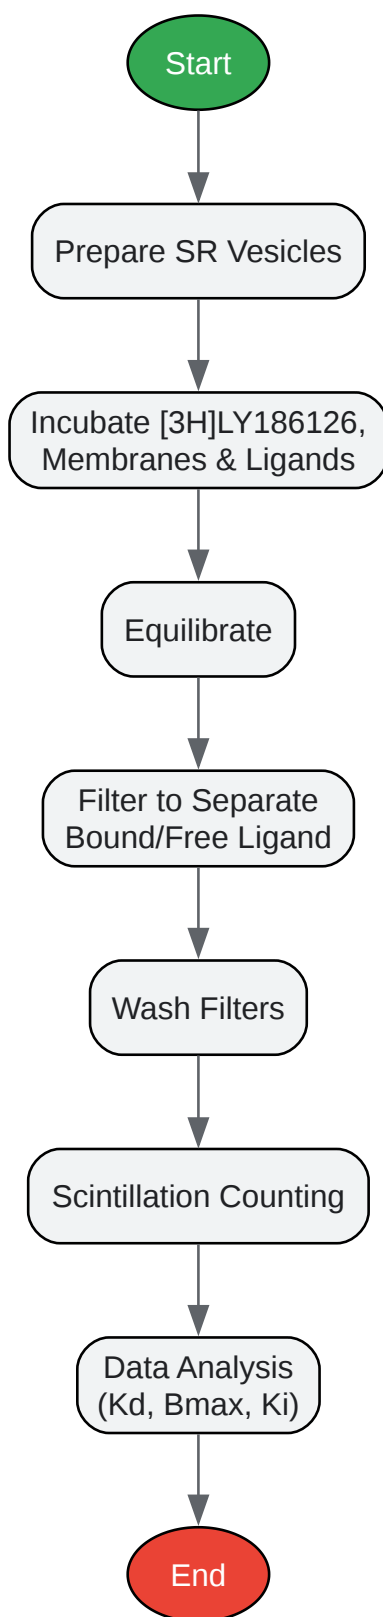 Start
Prepare SR Vesicles
Incubate [3H]LY186126,
Membranes & Ligands
Equilibrate
Filter to Separate
Bound/Free Ligand
Wash Filters
Scintillation Counting
Data Analysis
(Kd, Bmax, Ki)
End